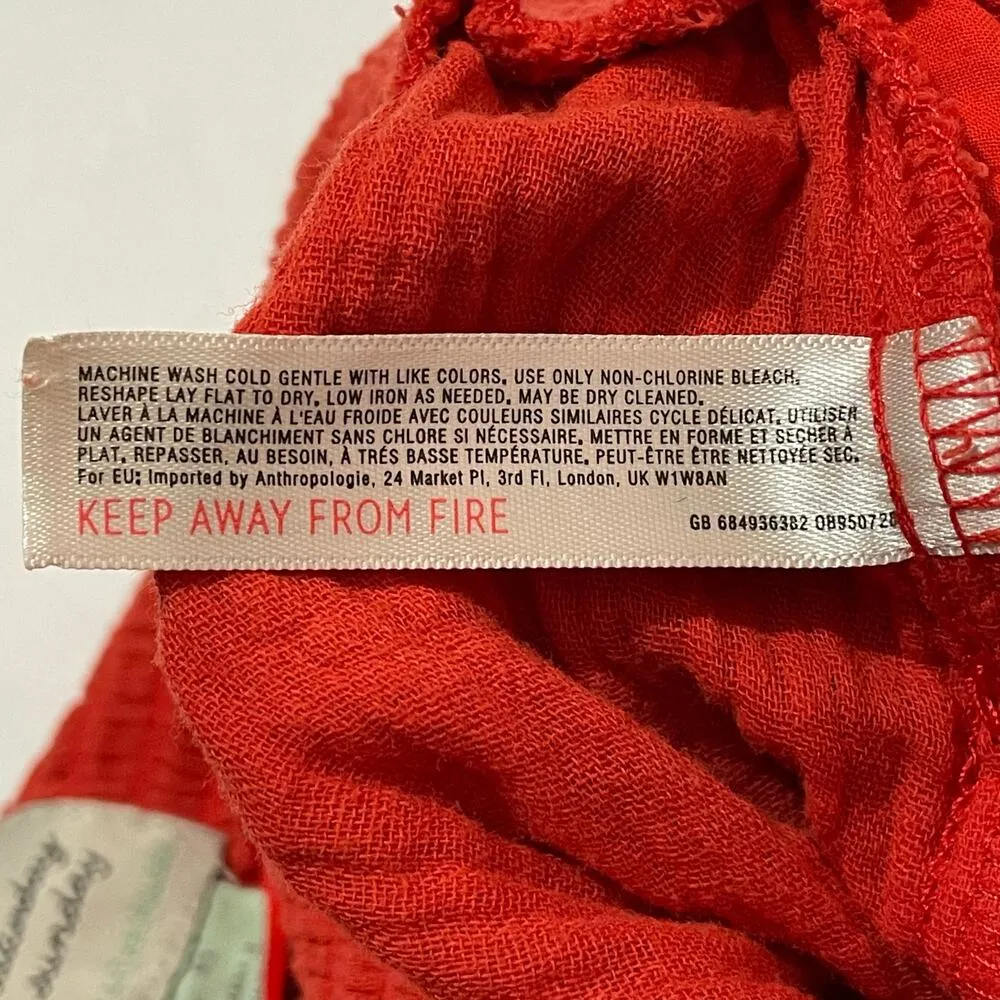 MACHINE WASH COLD GENTLE WITH LIKE COLORS. USE ONLY NON-CHLORINE BLEACH.
RESHAPE LAY FLAT TO DRY. LOW IRON AS NEEDED. MAY BE DRY CLEANED.
LAVER À LA MACHINE À L'EAU FROIDE AVEC COULEURS SIMILAIRES CYCLE DÉLICAT. UTILISER
UN AGENT DE BLANCHIMENT SANS CHLORE SI NÉCESSAIRE. METTRE EN FORME ET SECHER À
PLAT. REPASSER, AU BESOIN, À TRÉS BASSE TEMPÉRATURE. PEUT-ÊTRE ÊTRE NETTOYÉE SEC.
For EU: Imported by Anthropologie, 24 Market Pl, 3rd Fl, London, UK W1W8AN
KEEP AWAY FROM FIRE
GB 684936382
sunday